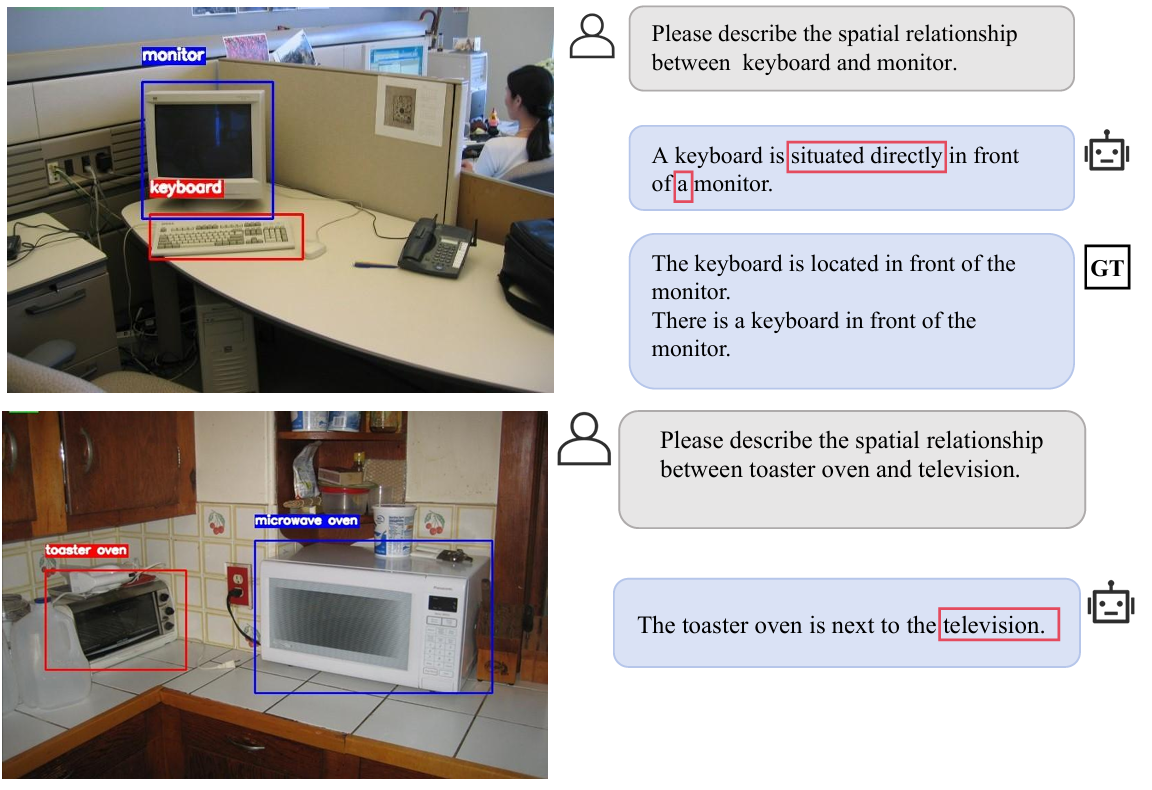 monitor
keyboard
Please describe the spatial relationship
between keyboard and monitor.
A keyboard is situated directly in front
of a monitor.
The keyboard is located in front of the
monitor.
There is a keyboard in front of the
monitor.
GT
microwave oven
toaster oven
Please describe the spatial relationship
between toaster oven and television.
The toaster oven is next to the television.